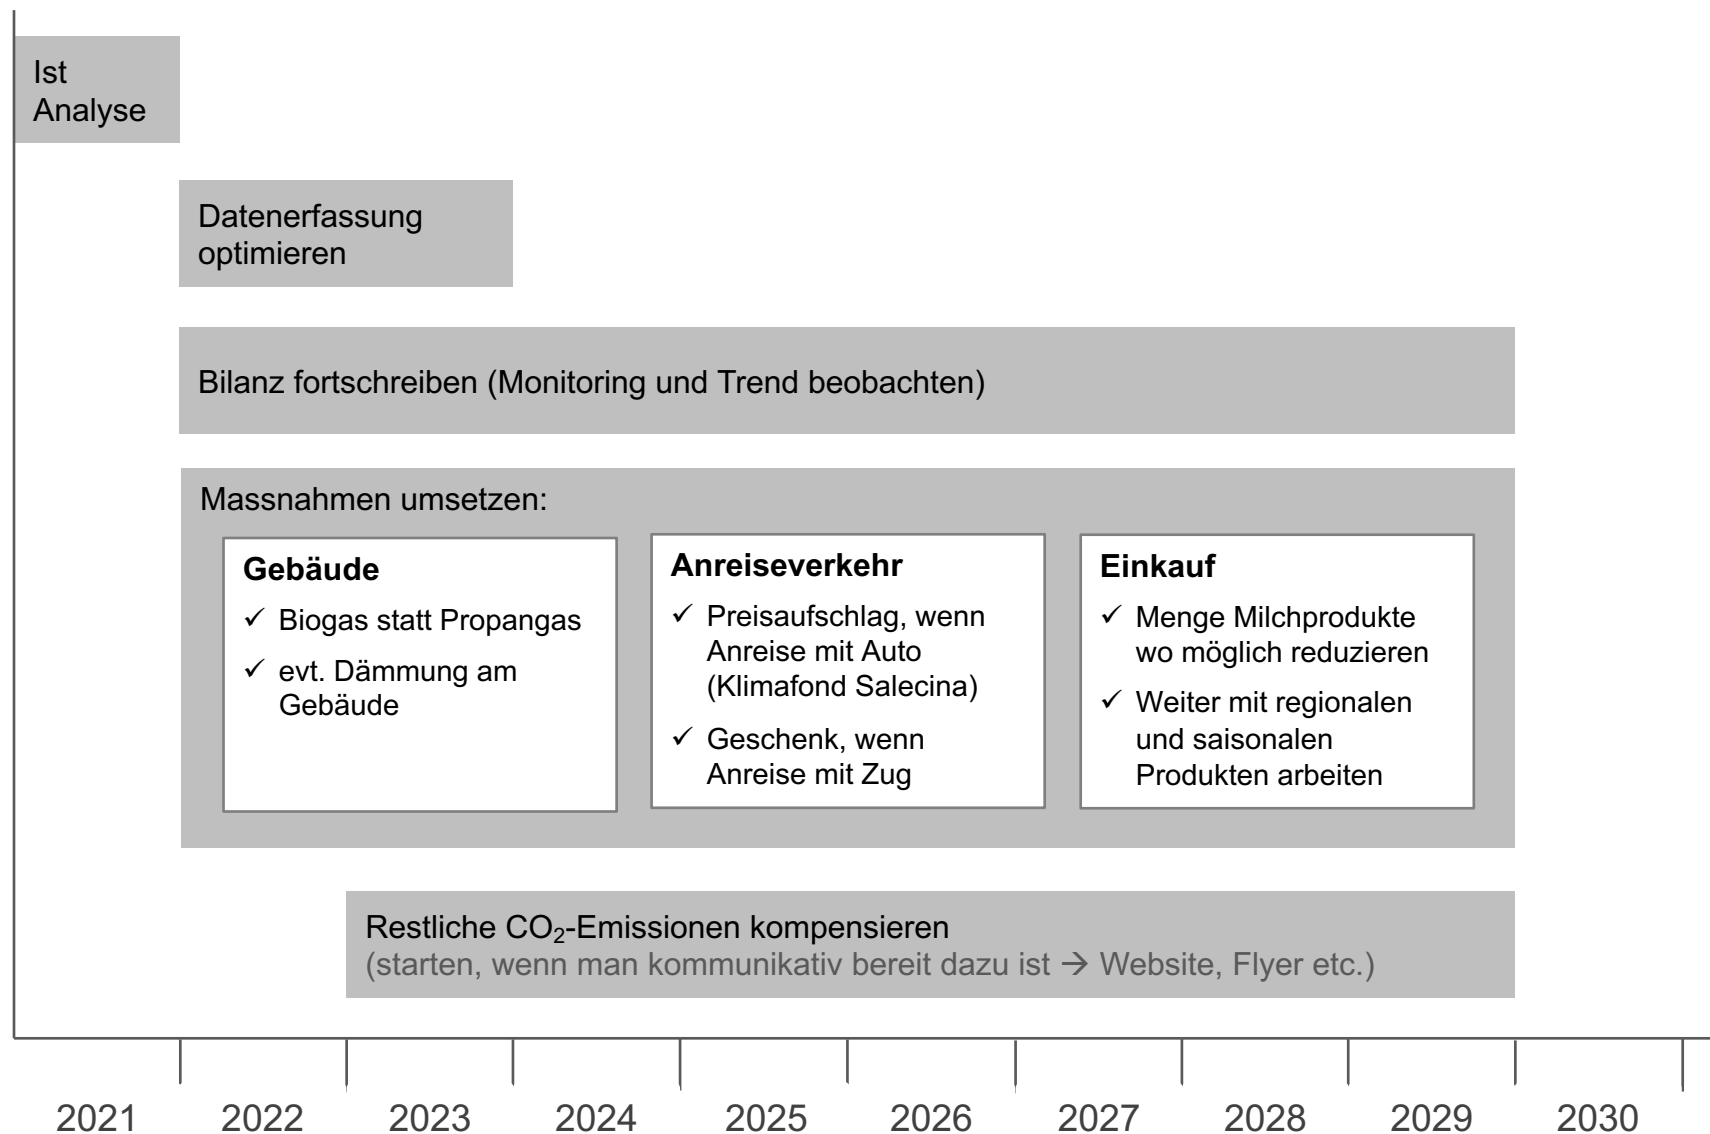 Ist
Analyse
Datenerfassung
optimieren
Bilanz fortschreiben (Monitoring und Trend beobachten)
Massnahmen umsetzen:
Gebäude
✓ Biogas statt Propangas
✓ evt. Dämmung am
Gebäude
Anreiseverkehr
✓ Preisaufschlag, wenn
Anreise mit Auto
(Klimafond Salecina)
✓ Geschenk, wenn
Anreise mit Zug
Einkauf
✓ Menge Milchprodukte
wo möglich reduzieren
✓ Weiter mit regionalen
und saisonalen
Produkten arbeiten
Restliche CO₂-Emissionen kompensieren
(starten, wenn man kommunikativ bereit dazu ist → Website, Flyer etc.)
2021 2022 2023 2024 2025 2026 2027 2028 2029 2030